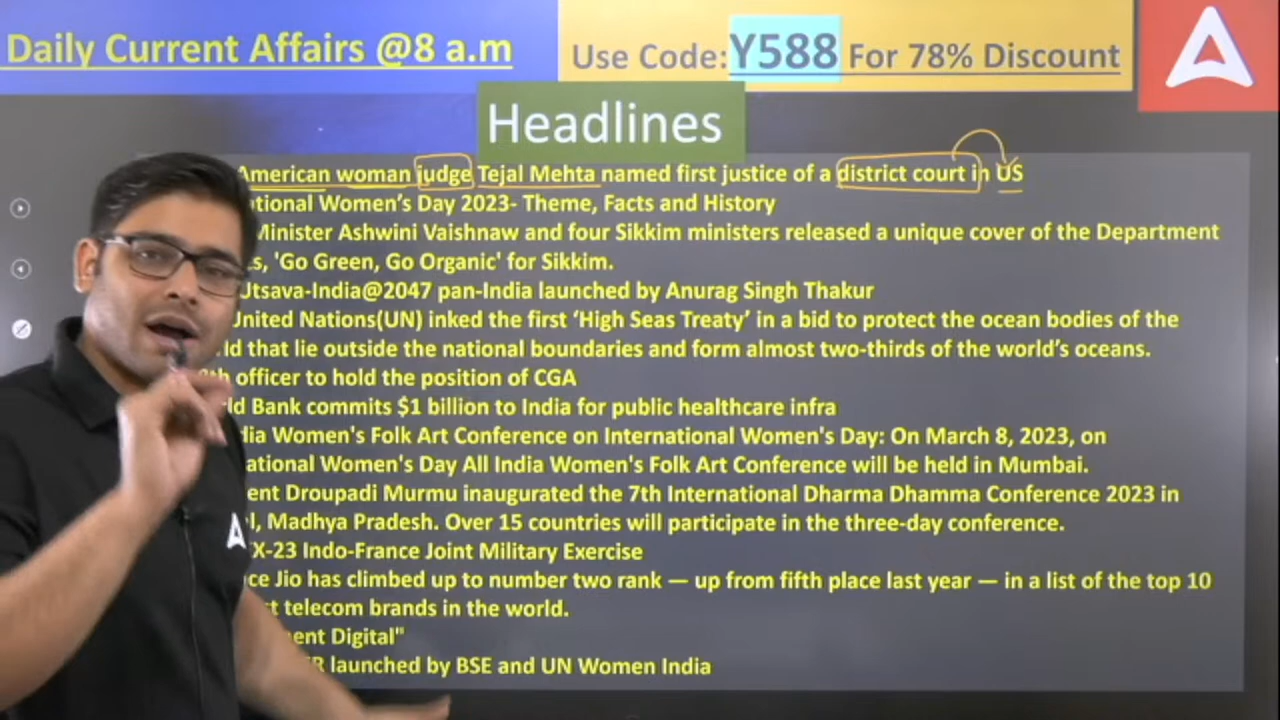 Daily Current Affairs @8 a.m
Use Code:Y588 For 78% Discount
Headlines
American woman judge Tejal Mehta named first justice of a district court in US
Women's Day 2023- Theme, Facts and History
Minister Ashwini Vaishnaw and four Sikkim ministers released a unique cover of the Department
'Go Green, Go Organic' for Sikkim.
Utsava-India@2047 pan-India launched by Anurag Singh Thakur
United Nations(UN) inked the first ‘High Seas Treaty’ in a bid to protect the ocean bodies of the
that lie outside the national boundaries and form almost two-thirds of the world’s oceans.
officer to hold the position of CGA
Bank commits $1 billion to India for public healthcare infra
Women's Folk Art Conference on International Women's Day: On March 8, 2023, on
Women's Day All India Women's Folk Art Conference will be held in Mumbai.
Droupadi Murmu inaugurated the 7th International Dharma Dhamma Conference 2023 in
Madhya Pradesh. Over 15 countries will participate in the three-day conference.
Indo-France Joint Military Exercise
Jio has climbed up to number two rank — up from fifth place last year — in a list of the top 10
telecom brands in the world.
Digital"
launched by BSE and UN Women India